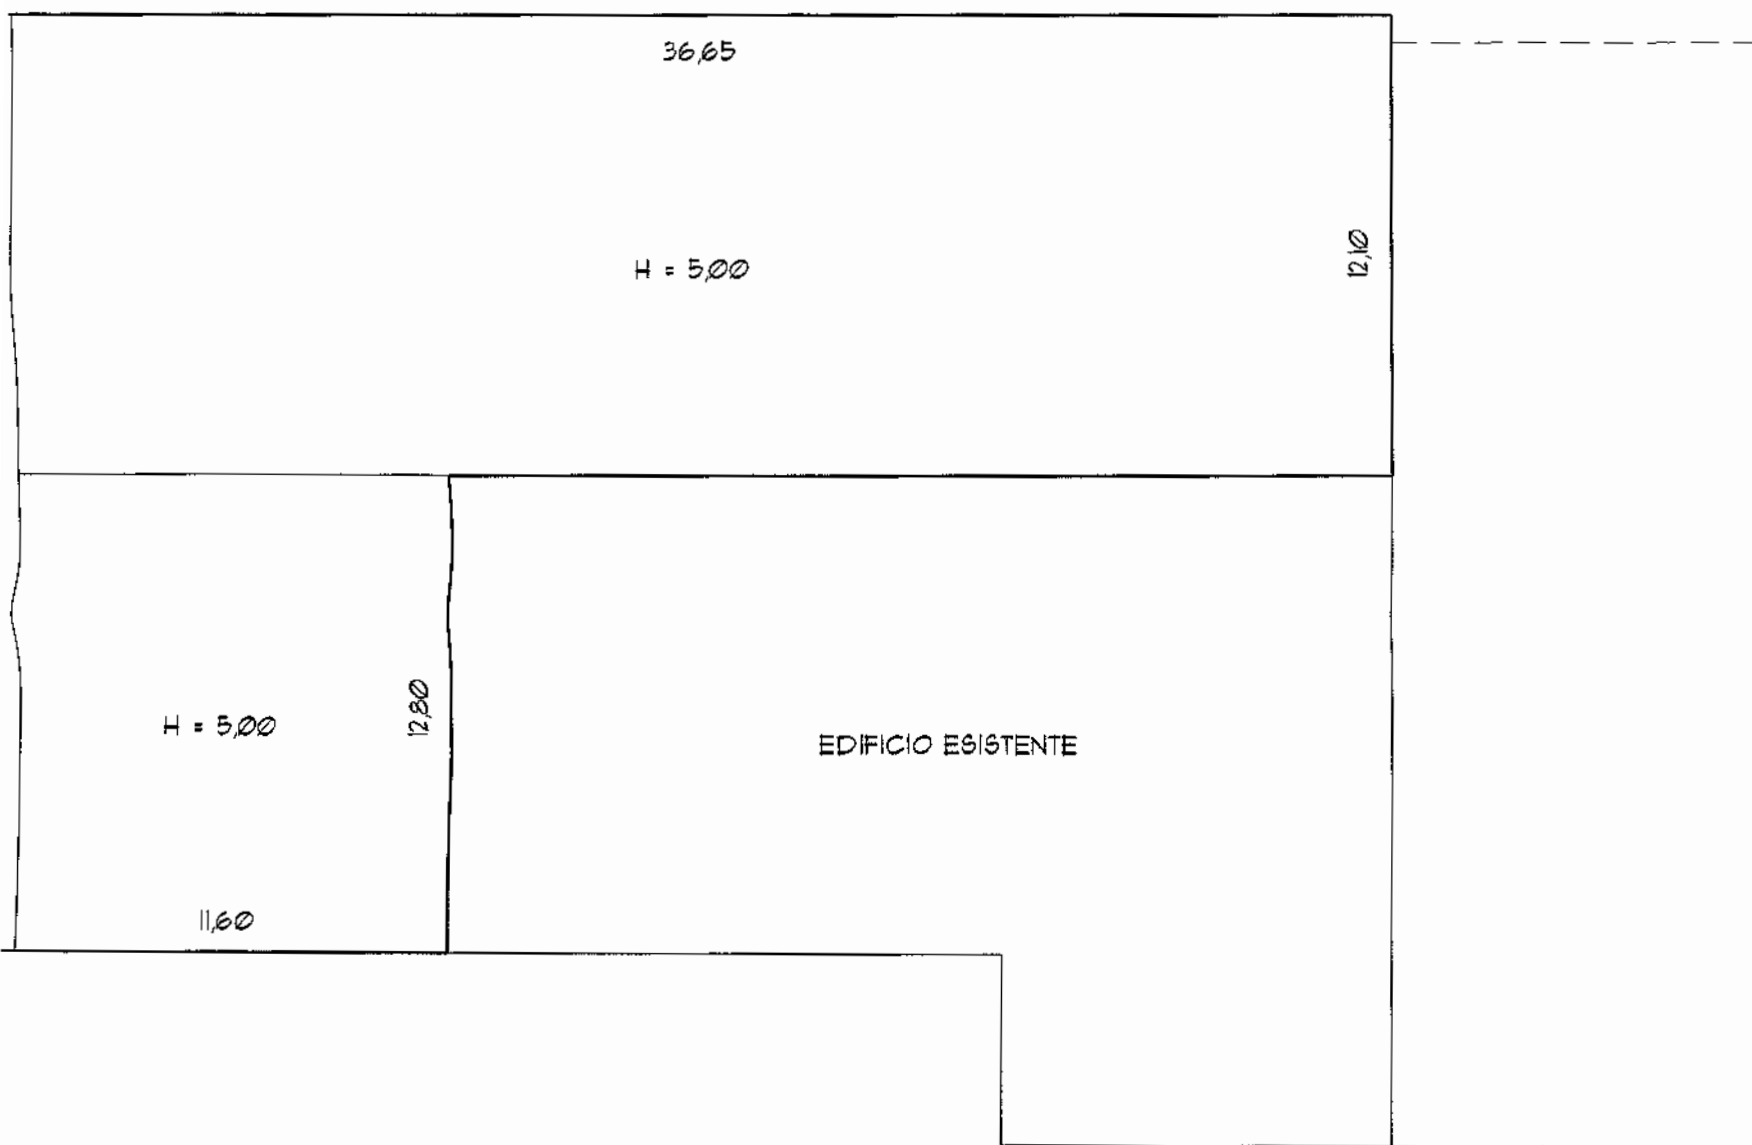 36,65
12,10
H = 5,00
12,80
H = 5,00
EDIFICIO ESISTENTE
11,60